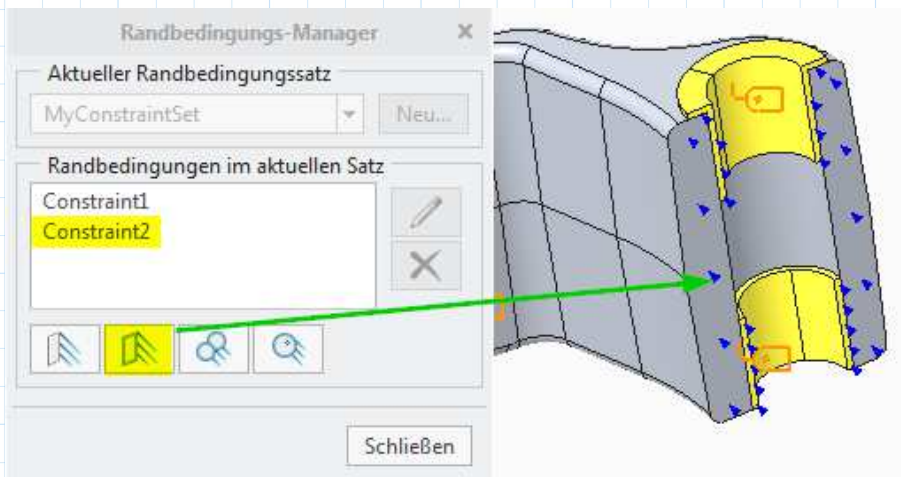 Randbedingungs-Manager
Aktueller Randbedingungssatz
MyConstraintSet
Neu...
Randbedingungen im aktuellen Satz
Constraint1
Constraint2
Schließen